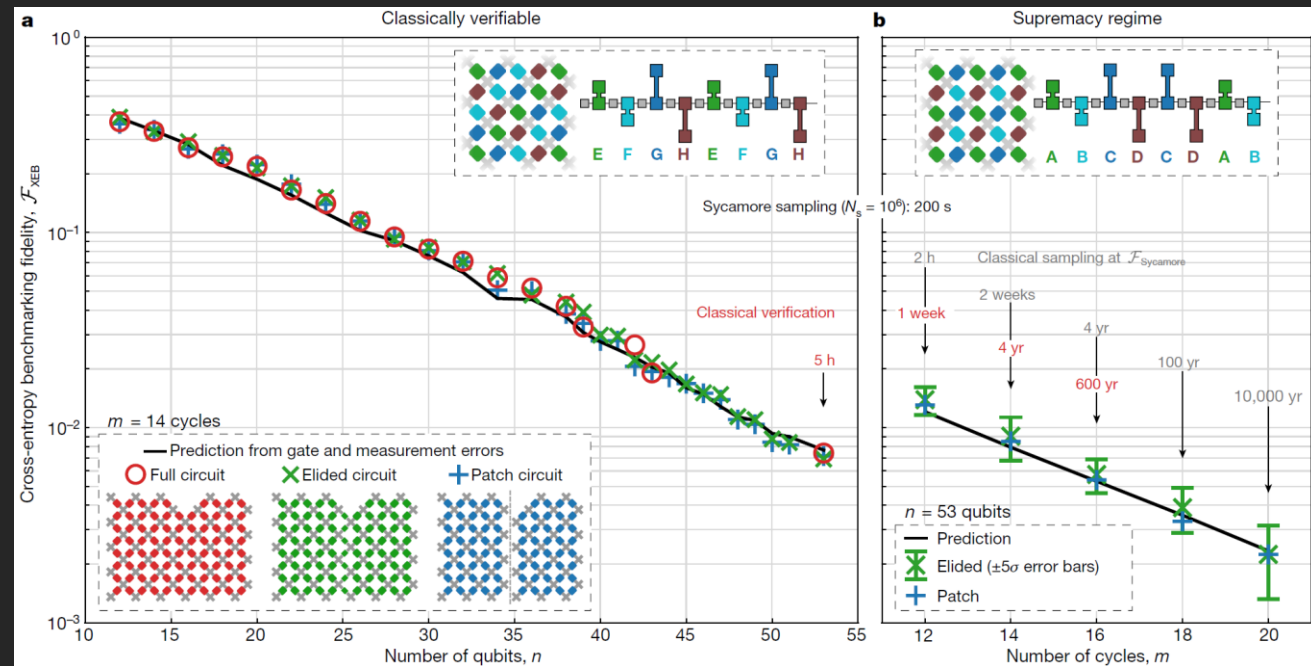 a
Classically verifiable
b
Supremacy regime
10⁰
10⁻¹
10⁻²
10⁻³
Cross-entropy benchmarking fidelity, ℱ_XEB
E F G H E F G H
A B C D C D A B
Sycamore sampling (N_s = 10⁶): 200 s
Classical sampling at ℱ_Sycamore
Classical verification
5 h
2 h
1 week
2 weeks
4 yr
4 yr
600 yr
100 yr
10,000 yr
m = 14 cycles
Prediction from gate and measurement errors
Full circuit
Elided circuit
Patch circuit
n = 53 qubits
Prediction
Elided (±5σ error bars)
Patch
10 15 20 25 30 35 40 45 50 55
12 14 16 18 20
Number of qubits, n
Number of cycles, m